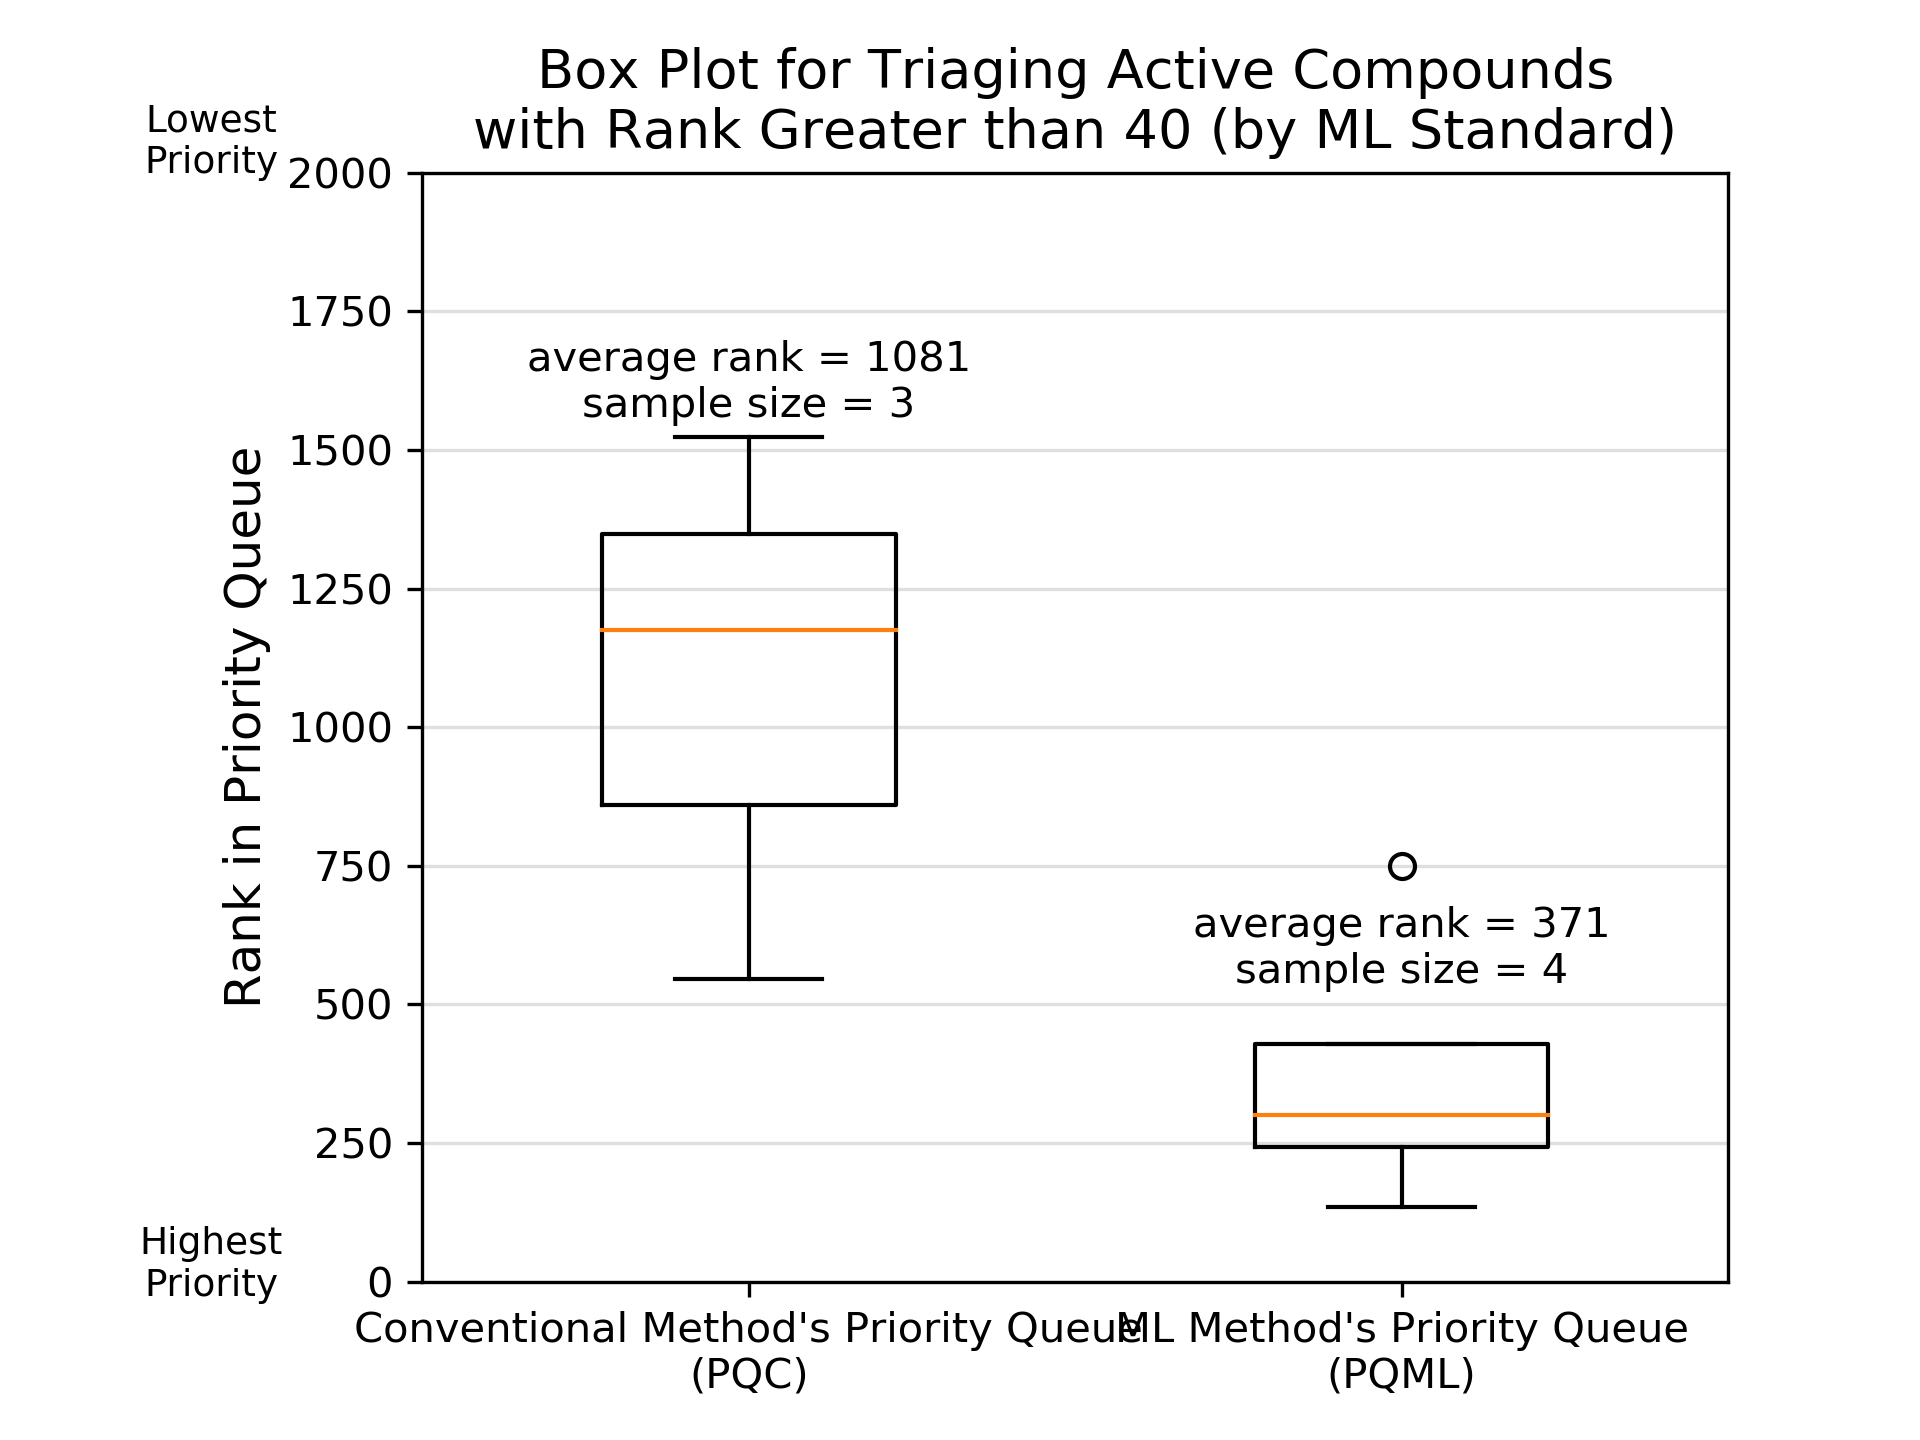 Box Plot for Triaging Active Compounds
with Rank Greater than 40 (by ML Standard)
Lowest
Priority
2000
1750
1500
1250
1000
750
500
250
0
Highest
Priority
Rank in Priority Queue
average rank = 1081
sample size = 3
average rank = 371
sample size = 4
Conventional Method's Priority Queue
(PQC)
ML Method's Priority Queue
(PQML)